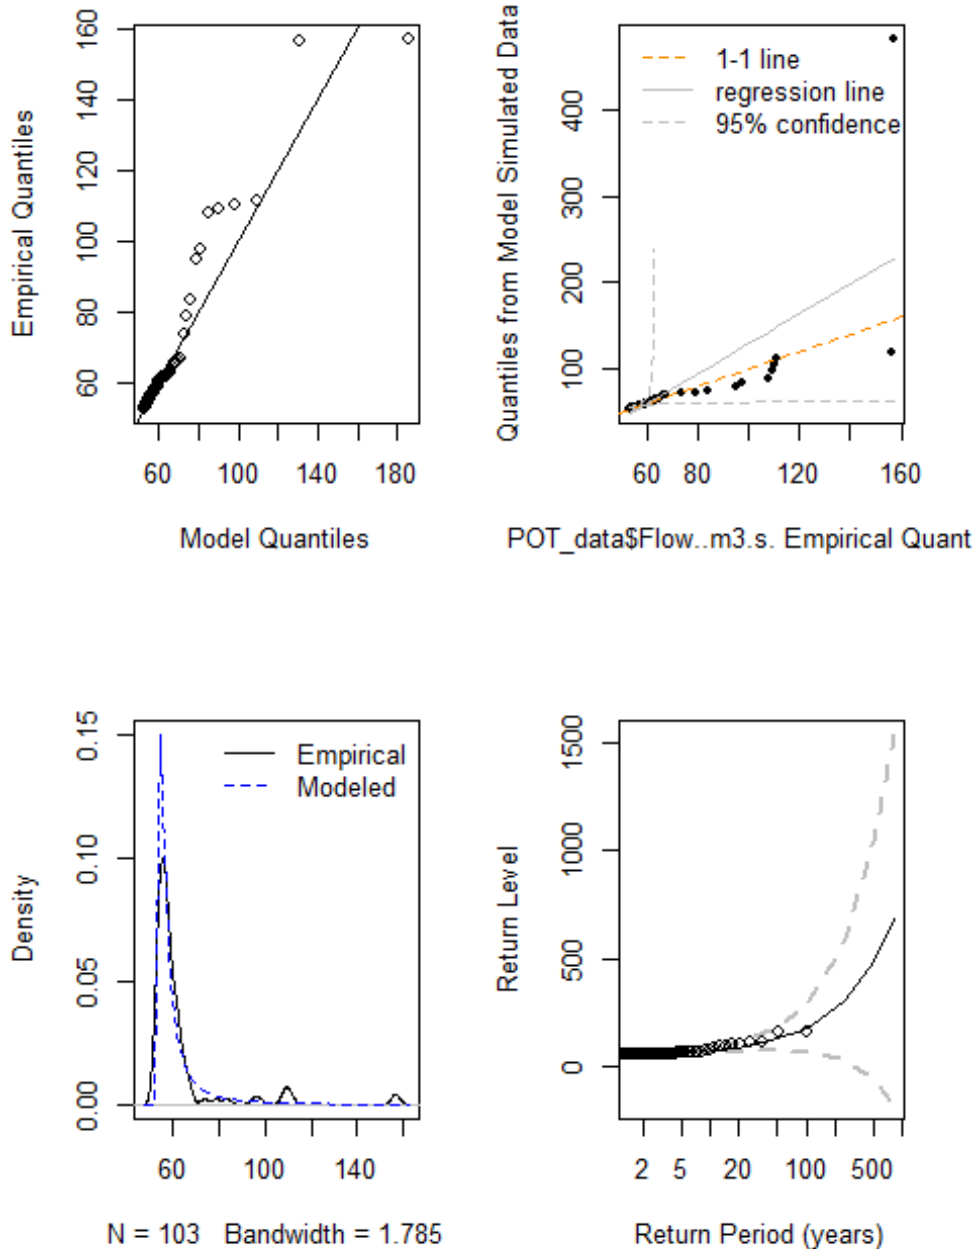 Empirical Quantiles
160
140
120
100
80
60
60
100
140
185
Model Quantiles
Quantiles from Model Simulated Data
400
300
200
100
1-1 line
regression line
95% confidence
60
80
120
160
POT_data$Flow..m3.s. Empirical Quant
Density
0.15
0.10
0.05
0.00
Empirical
Modeled
60
100
140
N = 103 Bandwidth = 1.785
Return Level
1500
1000
500
0
2
5
20
100
500
Return Period (years)